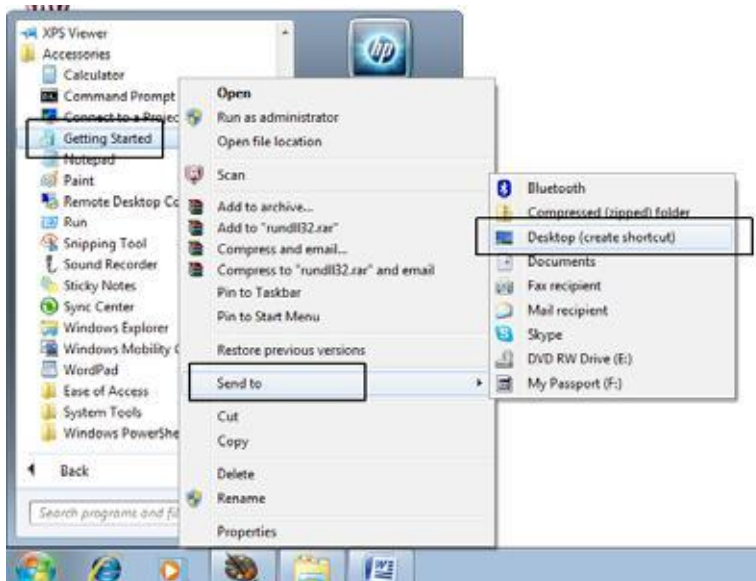 XPS Viewer
Accessories
Calculator
Command Prompt
Connect to a Projec
Getting Started
Notepad
Paint
Remote Desktop Co
Run
Snipping Tool
Sound Recorder
Sticky Notes
Sync Center
Windows Explorer
Windows Mobility C
WordPad
Ease of Access
System Tools
Windows PowerShe
Back
Search programs and fil
hp
Open
Run as administrator
Open file location
Scan
Add to archive...
Add to "rundll32.rar"
Compress and email...
Compress to "rundll32.rar" and email
Pin to Taskbar
Pin to Start Menu
Restore previous versions
Send to
Cut
Copy
Delete
Rename
Properties
Bluetooth
Compressed (zipped) folder
Desktop (create shortcut)
Documents
Fax recipient
Mail recipient
Skype
DVD RW Drive (E:)
My Passport (F:)